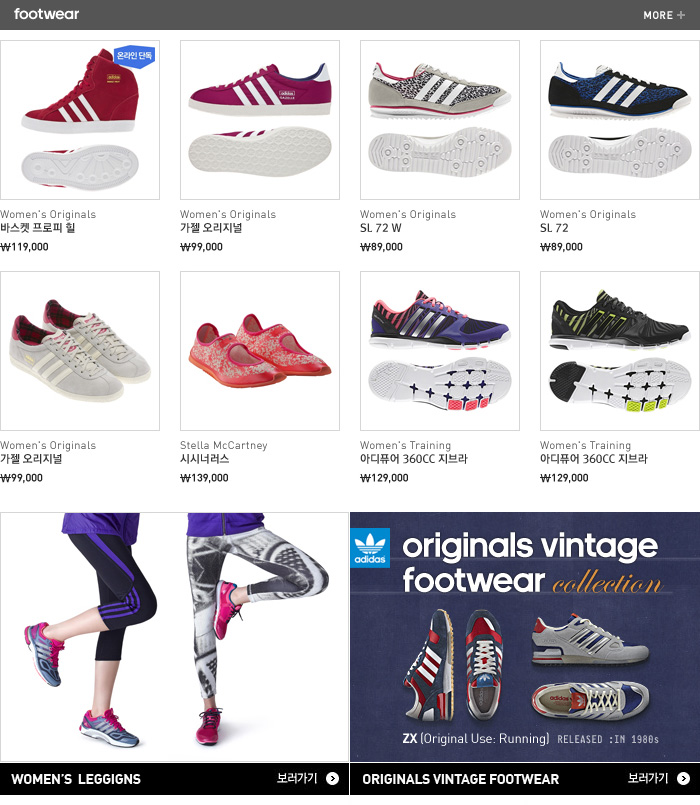 footwear
MORE +
온라인 단독
Women's Originals
바스켓 프로피 힐
₩119,000
Women's Originals
가젤 오리지널
₩99,000
Women's Originals
SL 72 W
₩89,000
Women's Originals
SL 72
₩89,000
Women's Originals
가젤 오리지널
₩99,000
Stella McCartney
시시너러스
₩139,000
Women's Training
아디퓨어 360CC 지브라
₩129,000
Women's Training
아디퓨어 360CC 지브라
₩129,000
WOMEN'S LEGGIGNS
보러가기
adidas
originals vintage
footwear collection
ZX (Original Use: Running) RELEASED :IN 1980s
ORIGINALS VINTAGE FOOTWEAR
보러가기